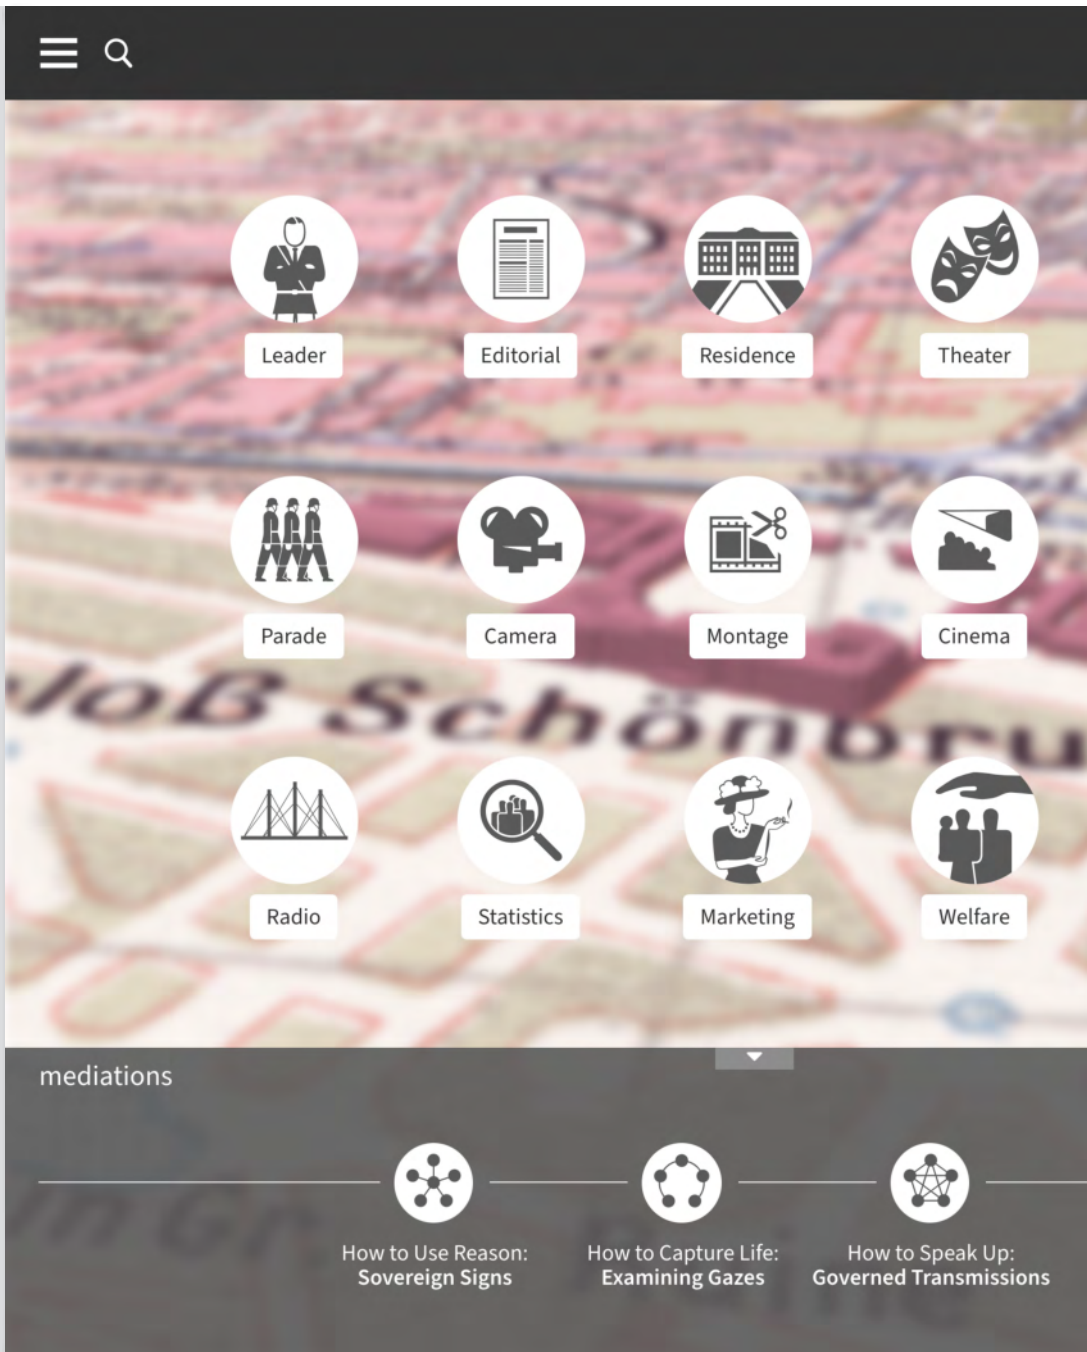 Leader
Editorial
Residence
Theater
Parade
Camera
Montage
Cinema
loß Schönbru
Radio
Statistics
Marketing
Welfare
mediations
How to Use Reason:
Sovereign Signs
How to Capture Life:
Examining Gazes
How to Speak Up:
Governed Transmissions